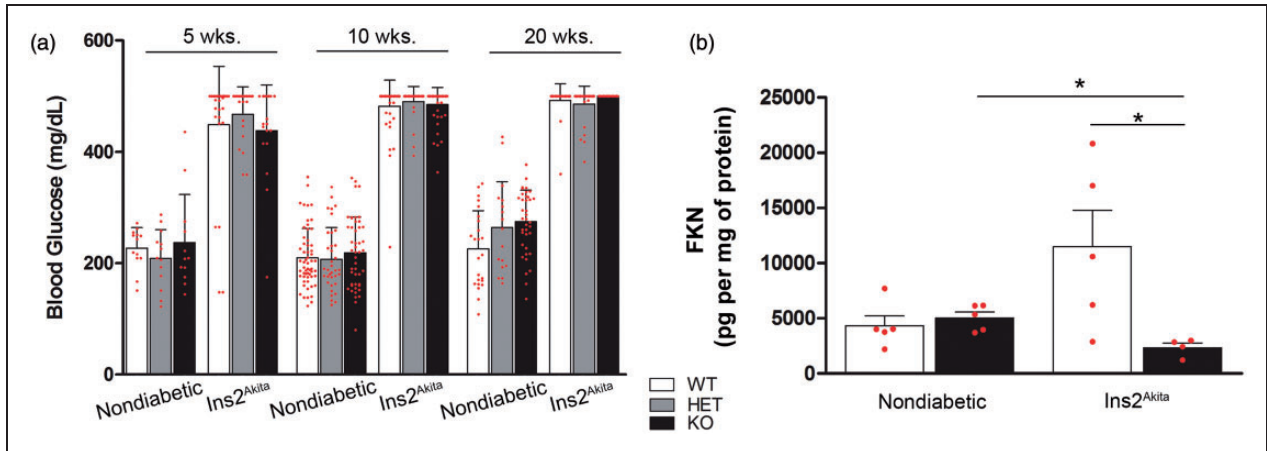 (a)
5 wks.
10 wks.
20 wks.
600
400
200
0
Blood Glucose (mg/dL)
Nondiabetic
Ins2Akita
Nondiabetic
Ins2Akita
Nondiabetic
Ins2Akita
WT
HET
KO
(b)
*
*
25000
20000
15000
10000
5000
0
FKN
(pg per mg of protein)
Nondiabetic
Ins2Akita